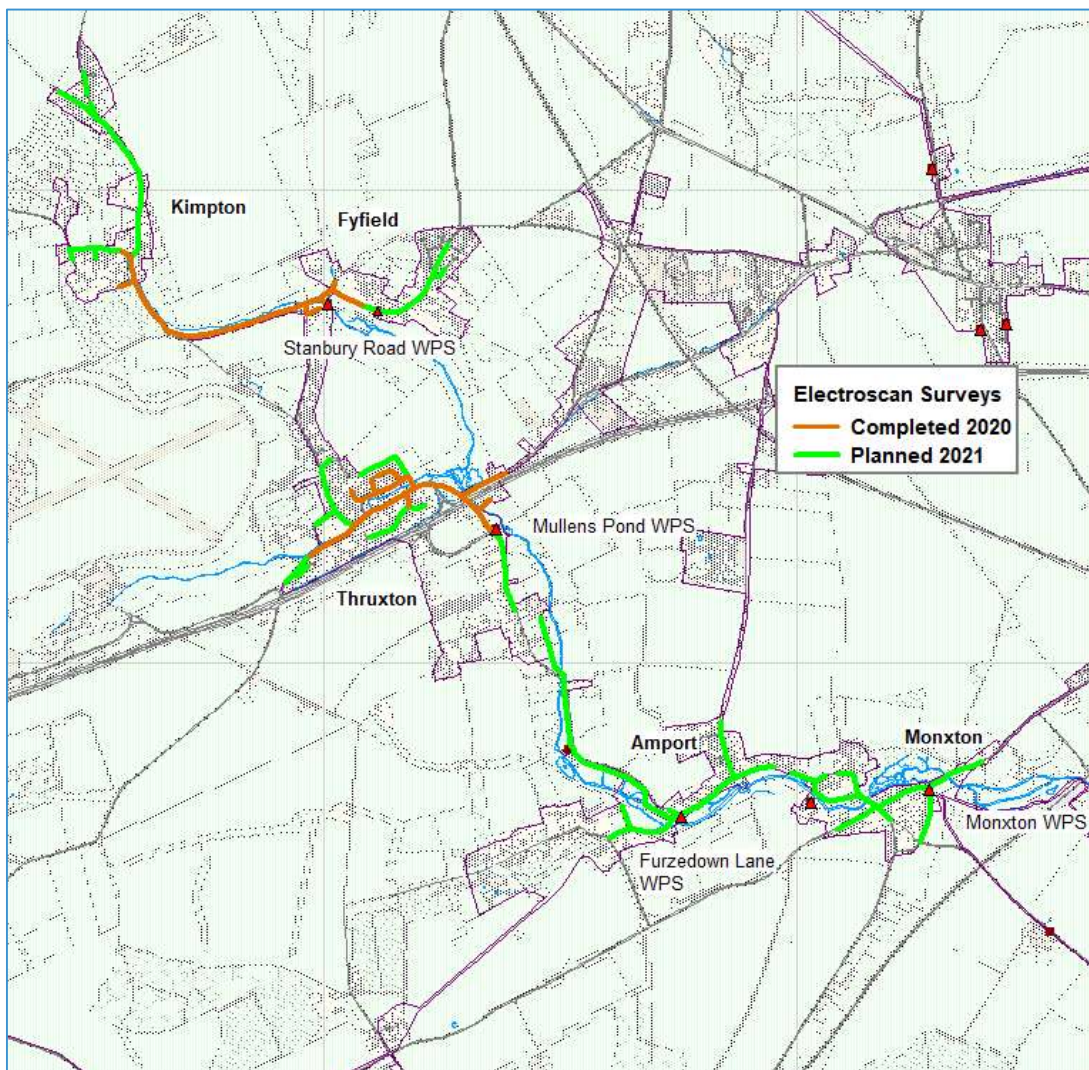 Kimpton
Fyfield
Stanbury Road WPS
Electroscan Surveys
Completed 2020
Planned 2021
Mullens Pond WPS
Thruxton
Amport
Monxton
Monxton WPS
Furzedown Lane
WPS